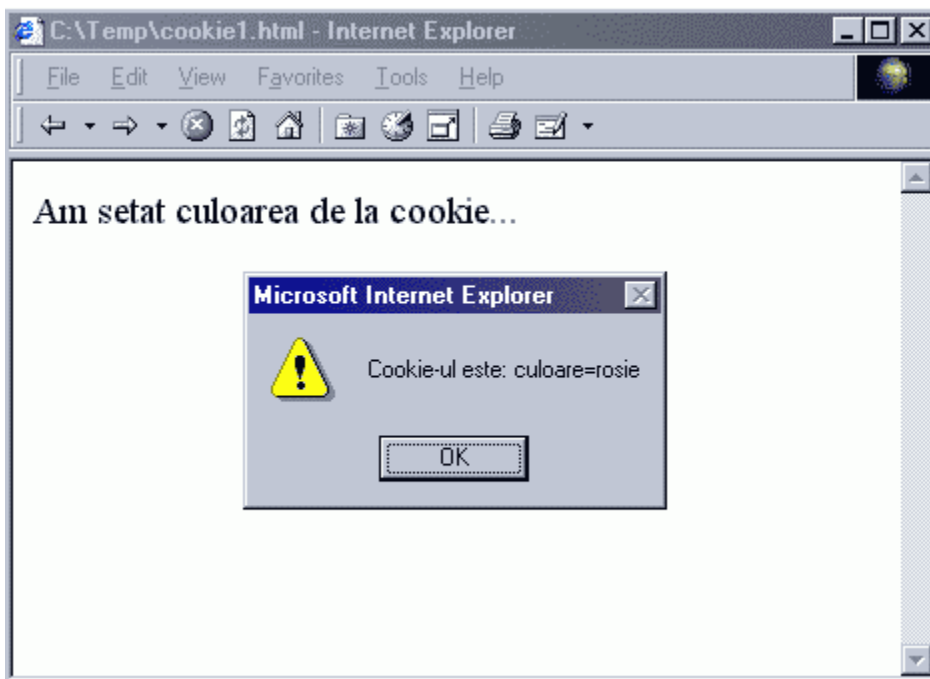 C:\Temp\cookie1.html - Internet Explorer
File Edit View Favorites Tools Help
Am setat culoarea de la cookie...
Microsoft Internet Explorer
Cookie-ul este: culoare=rosie
OK